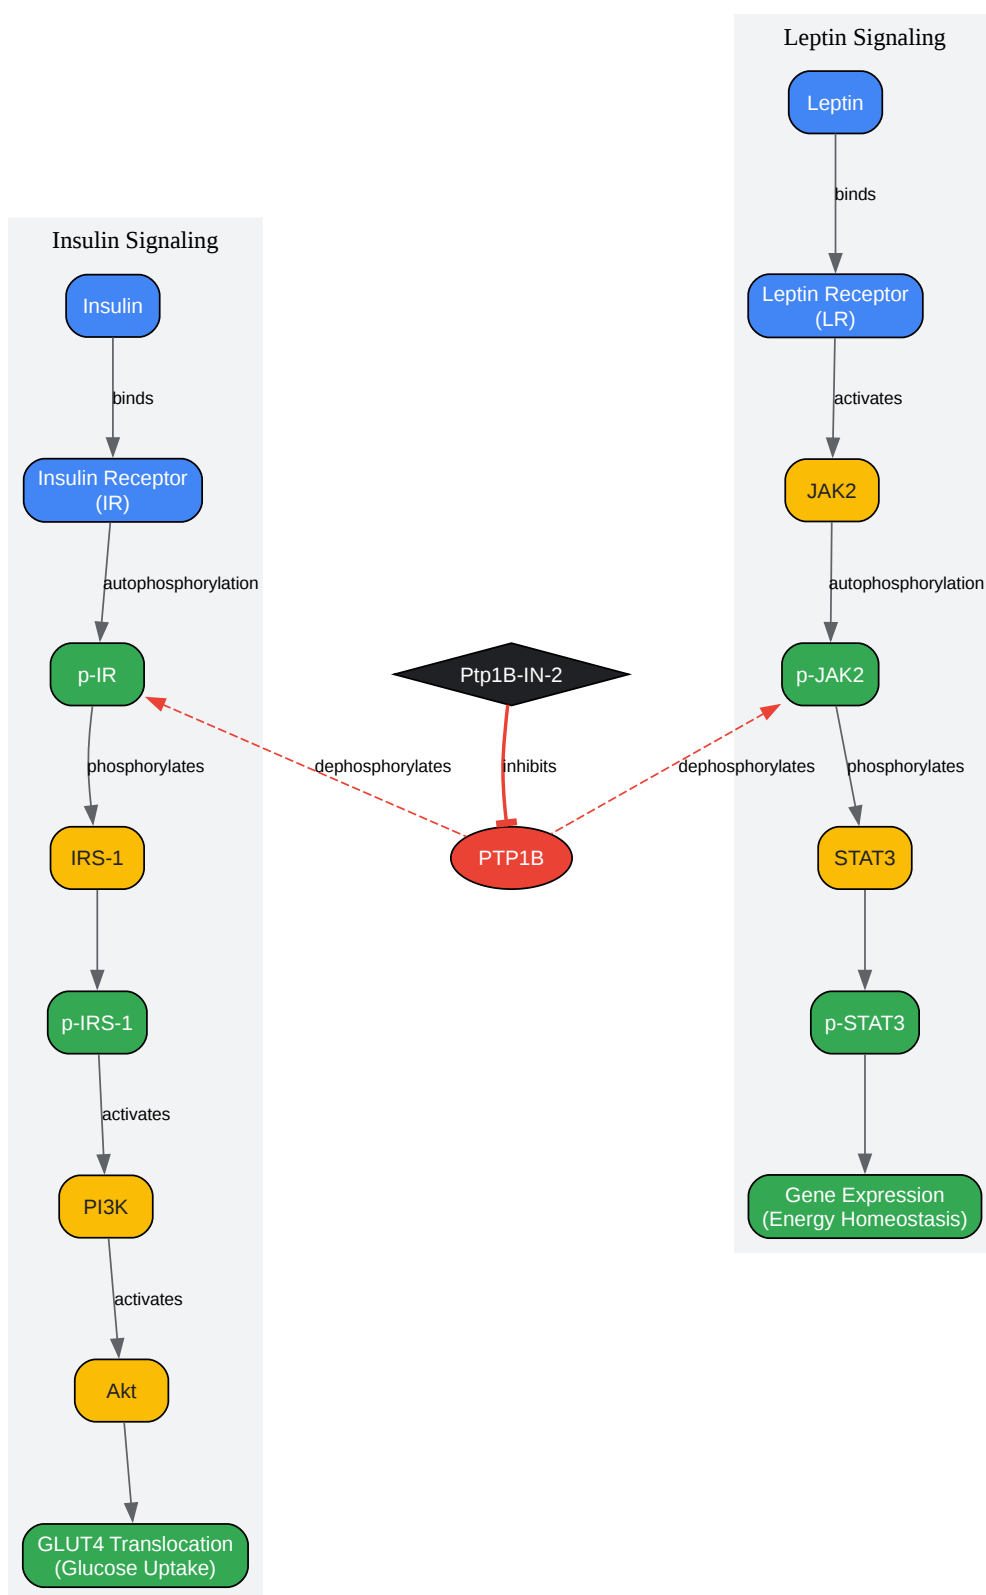 Leptin Signaling
Leptin
binds
Leptin Receptor
(LR)
activates
JAK2
autophosphorylation
p-JAK2
phosphorylates
STAT3
p-STAT3
Gene Expression
(Energy Homeostasis)
Insulin Signaling
Insulin
binds
Insulin Receptor
(IR)
autophosphorylation
p-IR
phosphorylates
IRS-1
p-IRS-1
activates
PI3K
activates
Akt
GLUT4 Translocation
(Glucose Uptake)
Ptp1B-IN-2
dephosphorylates
inhibits
dephosphorylates
PTP1B